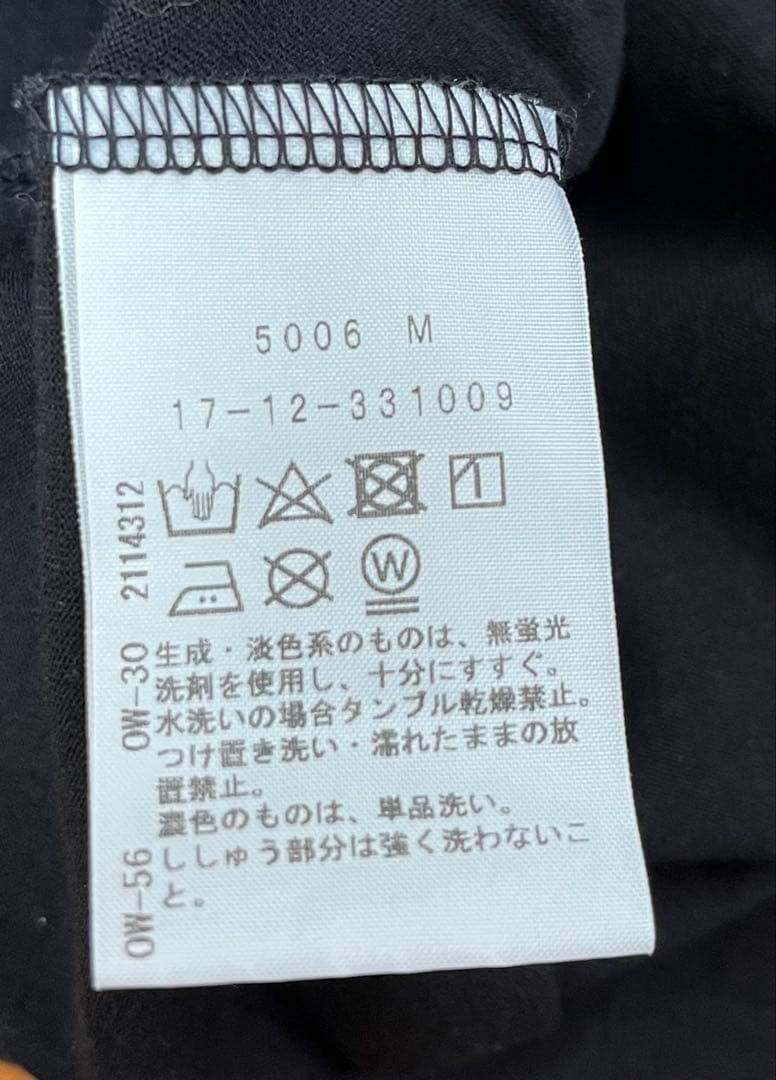 5006 M
17-12-331009
2114312
W
OW-30
生成・淡色系のものは、無蛍光
洗剤を使用し、十分にすすぐ。
水洗いの場合タンブル乾燥禁止。
つけ置き洗い・濡れたままの放
置禁止。
濃色のものは、単品洗い。
OW-56
ししゅう部分は強く洗わないこ
と。